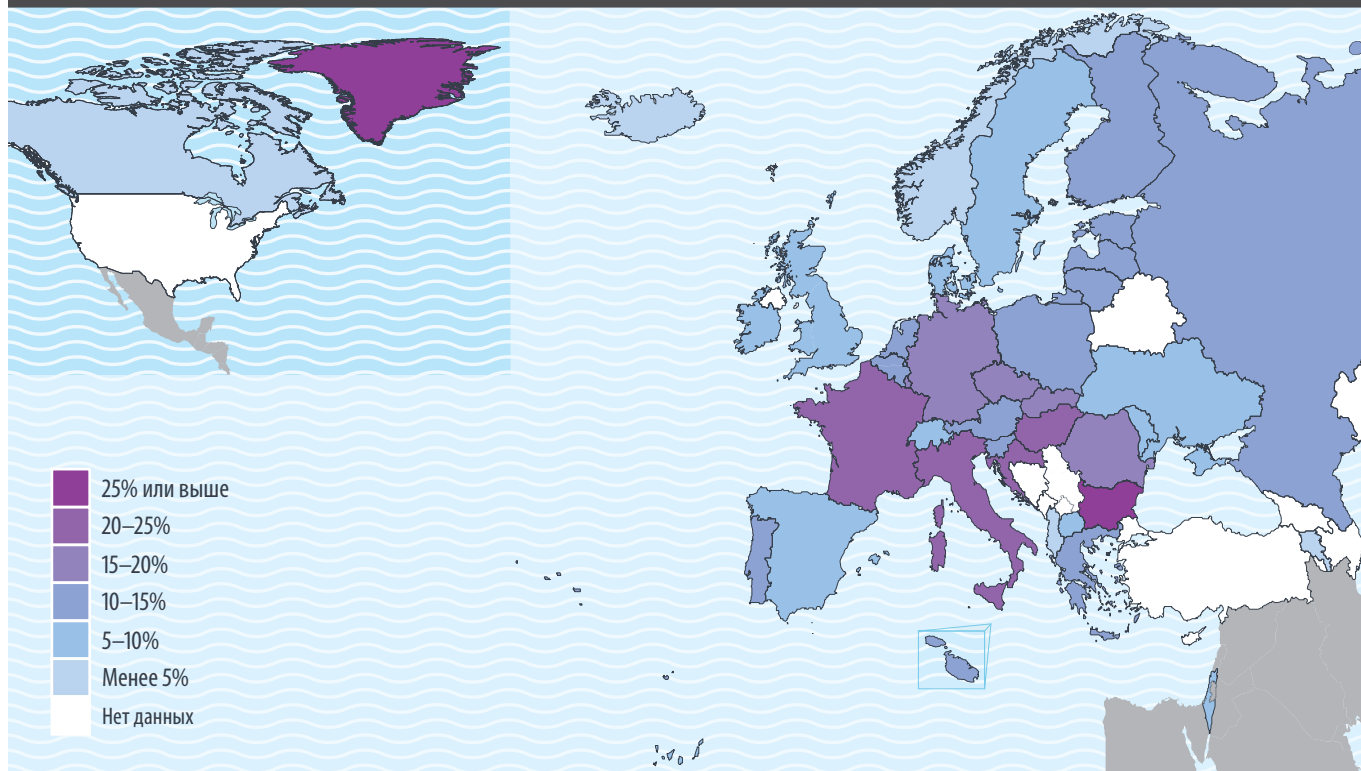 25% или выше
20–25%
15–20%
10–15%
5–10%
Менее 5%
Нет данных